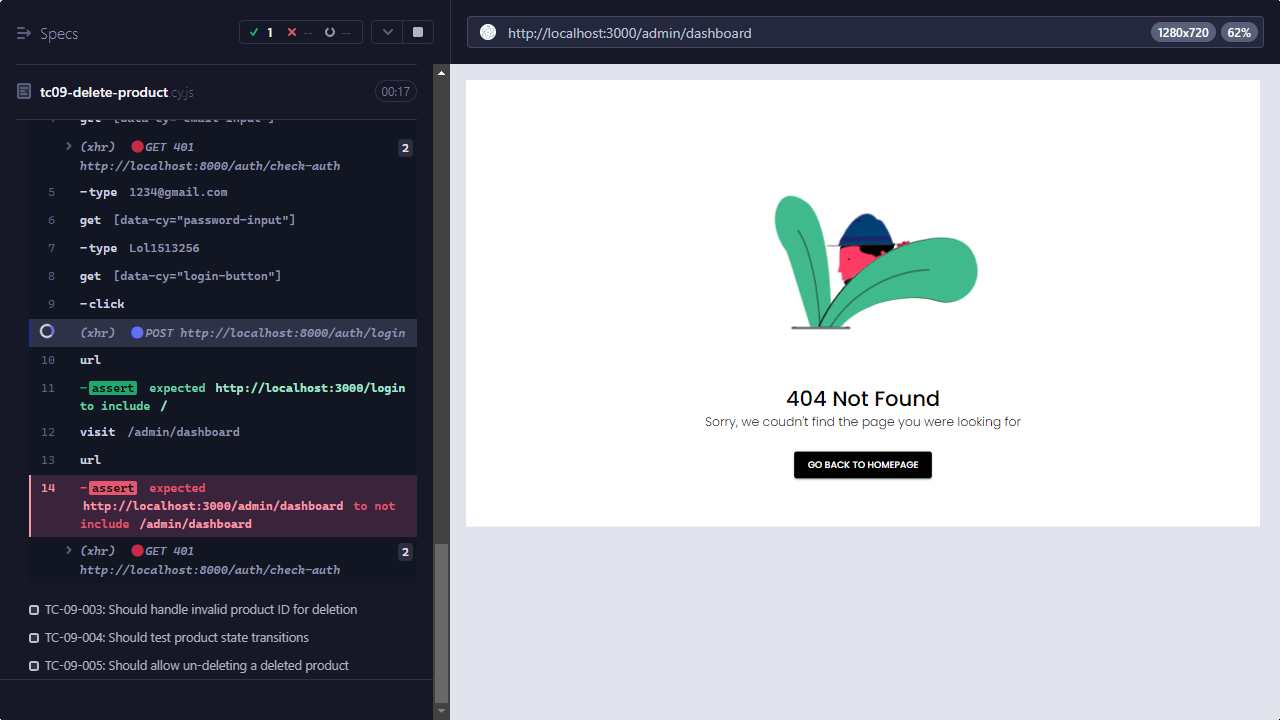 Specs
1
--
--
tc09-delete-product.cy.js
00:17
4 get [data-cy="email-input"]
(xhr) GET 401 2
http://localhost:8000/auth/check-auth
5 -type 1234@gmail.com
6 get [data-cy="password-input"]
7 -type Lol1513256
8 get [data-cy="login-button"]
9 -click
(xhr) POST http://localhost:8000/auth/login
10 url
11 -assert expected http://localhost:3000/login
to include /
12 visit /admin/dashboard
13 url
14 -assert expected
http://localhost:3000/admin/dashboard to not
include /admin/dashboard
(xhr) GET 401 2
http://localhost:8000/auth/check-auth
TC-09-003: Should handle invalid product ID for deletion
TC-09-004: Should test product state transitions
TC-09-005: Should allow un-deleting a deleted product
http://localhost:3000/admin/dashboard
1280x720
62%
404 Not Found
Sorry, we coudn't find the page you were looking for
GO BACK TO HOMEPAGE